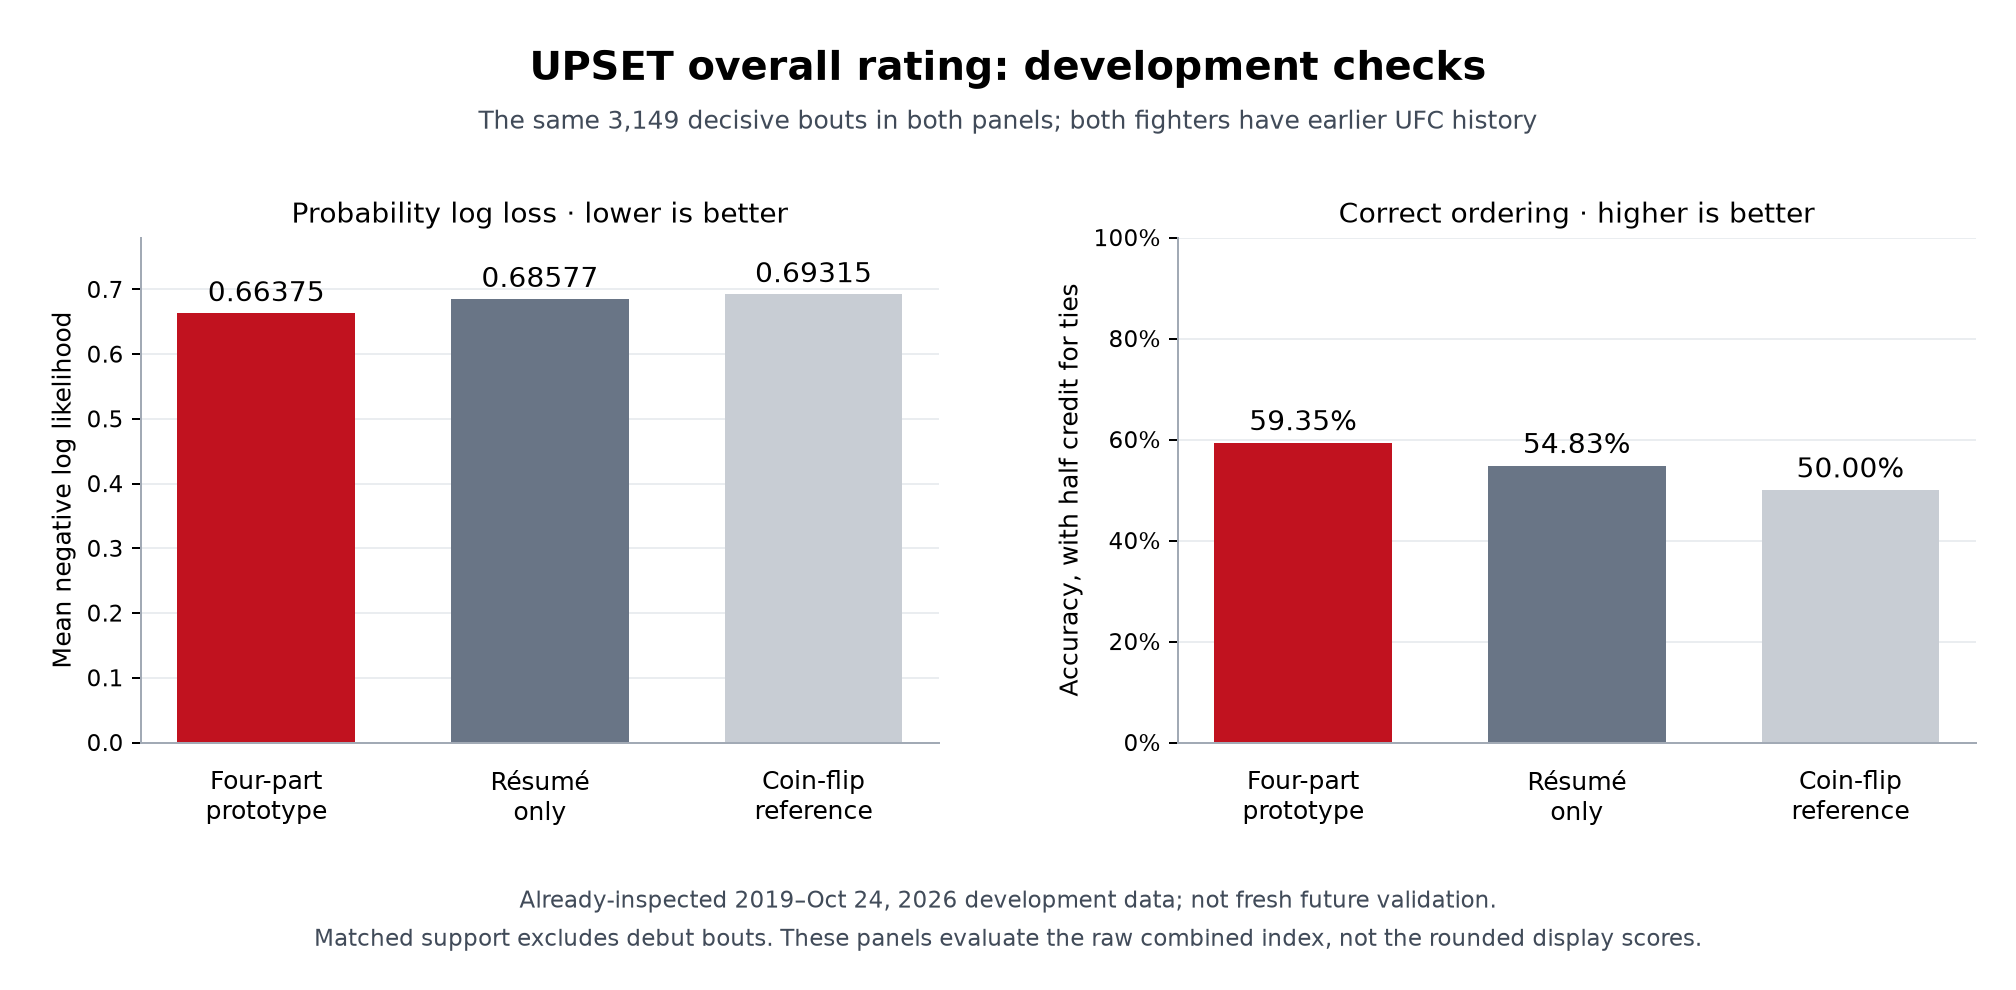 UPSET overall rating: development checks
The same 3,149 decisive bouts in both panels; both fighters have earlier UFC history
Probability log loss · lower is better
Mean negative log likelihood
0.7
0.6
0.5
0.4
0.3
0.2
0.1
0.0
0.66375
0.68577
0.69315
Four-part
prototype
Résumé
only
Coin-flip
reference
Correct ordering · higher is better
Accuracy, with half credit for ties
100%
80%
60%
40%
20%
0%
59.35%
54.83%
50.00%
Four-part
prototype
Résumé
only
Coin-flip
reference
Already-inspected 2019–Oct 24, 2026 development data; not fresh future validation.
Matched support excludes debut bouts. These panels evaluate the raw combined index, not the rounded display scores.